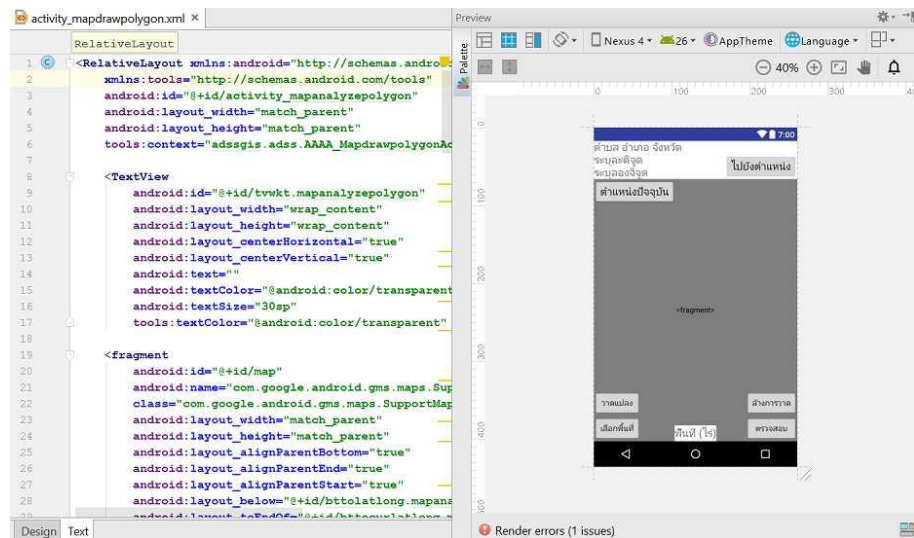 activity_mapdrawpolygon.xml ×
RelativeLayout
1 <RelativeLayout xmlns:android="http://schemas.andro
2 xmlns:tools="http://schemas.android.com/tools"
3 android:id="@+id/activity_mapanalyzepolygon"
4 android:layout_width="match_parent"
5 android:layout_height="match_parent"
6 tools:context="adssgis.adss.AAAA_MapdrawpolygonAc
7
8 <TextView
9 android:id="@+id/tvwkt.mapanalyzepolygon"
10 android:layout_width="wrap_content"
11 android:layout_height="wrap_content"
12 android:layout_centerHorizontal="true"
13 android:layout_centerVertical="true"
14 android:text=""
15 android:textColor="@android:color/transparent
16 android:textSize="30sp"
17 tools:textColor="@android:color/transparent"
18
19 <fragment
20 android:id="@+id/map"
21 android:name="com.google.android.gms.maps.Sup
22 class="com.google.android.gms.maps.SupportMap
23 android:layout_width="match_parent"
24 android:layout_height="match_parent"
25 android:layout_alignParentBottom="true"
26 android:layout_alignParentEnd="true"
27 android:layout_alignParentStart="true"
28 android:layout_below="@+id/bttolatlong.mapana
Design Text
Preview
Palette
Nexus 4 26 AppTheme Language
40%
0 100 200 300
0
100
200
300
400
7:00
ตำบล อำเภอ จังหวัด
ระบุละติจูด
ระบุลองจิจูด
ไปยังตำแหน่ง
ตำแหน่งปัจจุบัน
<fragment>
วาดแปลง
ล้างการวาด
เลือกพื้นที่
พื้นที่ (ไร่)
ตรวจสอบ
Render errors (1 issues)